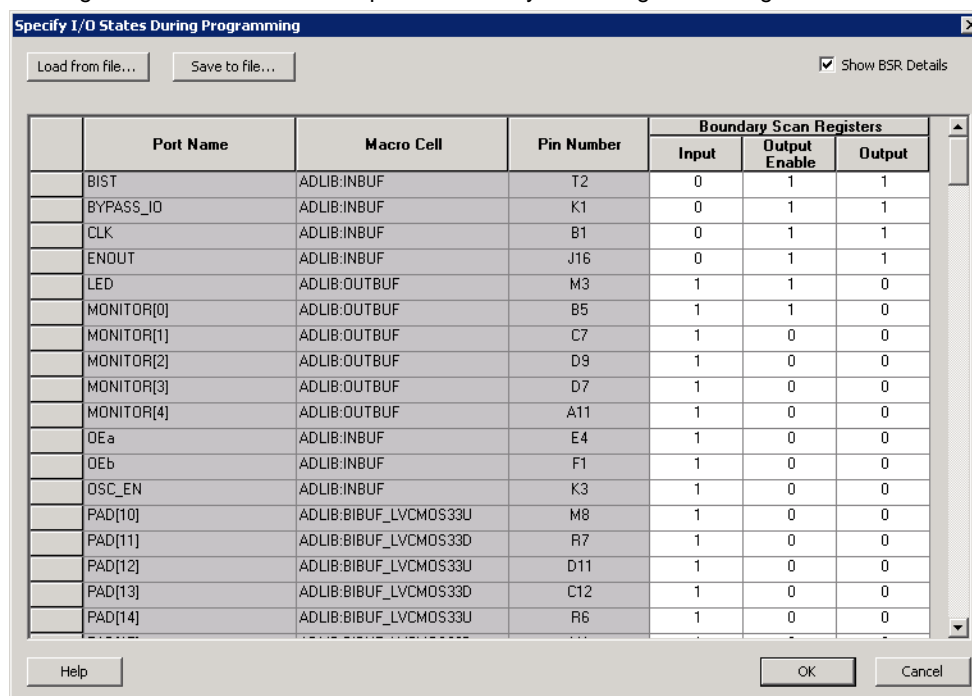 Specify I/O States During Programming
Load from file... Save to file... Show BSR Details
Port Name Macro Cell Pin Number Boundary Scan Registers
Input Output Enable Output
BIST ADLIB:INBUF T2 0 1 1
BYPASS_IO ADLIB:INBUF K1 0 1 1
CLK ADLIB:INBUF B1 0 1 1
ENOUT ADLIB:INBUF J16 0 1 1
LED ADLIB:OUTBUF M3 1 1 0
MONITOR[0] ADLIB:OUTBUF B5 1 1 0
MONITOR[1] ADLIB:OUTBUF C7 1 0 0
MONITOR[2] ADLIB:OUTBUF D9 1 0 0
MONITOR[3] ADLIB:OUTBUF D7 1 0 0
MONITOR[4] ADLIB:OUTBUF A11 1 0 0
OEa ADLIB:INBUF E4 1 0 0
OEb ADLIB:INBUF F1 1 0 0
OSC_EN ADLIB:INBUF K3 1 0 0
PAD[10] ADLIB:BIBUF_LVCMOS33U M8 1 0 0
PAD[11] ADLIB:BIBUF_LVCMOS33D R7 1 0 0
PAD[12] ADLIB:BIBUF_LVCMOS33U D11 1 0 0
PAD[13] ADLIB:BIBUF_LVCMOS33D C12 1 0 0
PAD[14] ADLIB:BIBUF_LVCMOS33U R6 1 0 0
Help OK Cancel